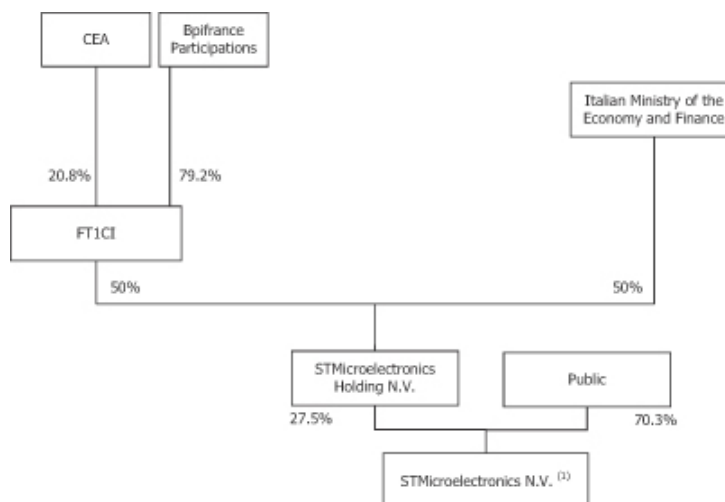 CEA
Bpifrance
Participations
Italian Ministry of the
Economy and Finance
20.8%
79.2%
FT1CI
50%
50%
STMicroelectronics
Holding N.V.
Public
27.5%
70.3%
STMicroelectronics N.V. (1)